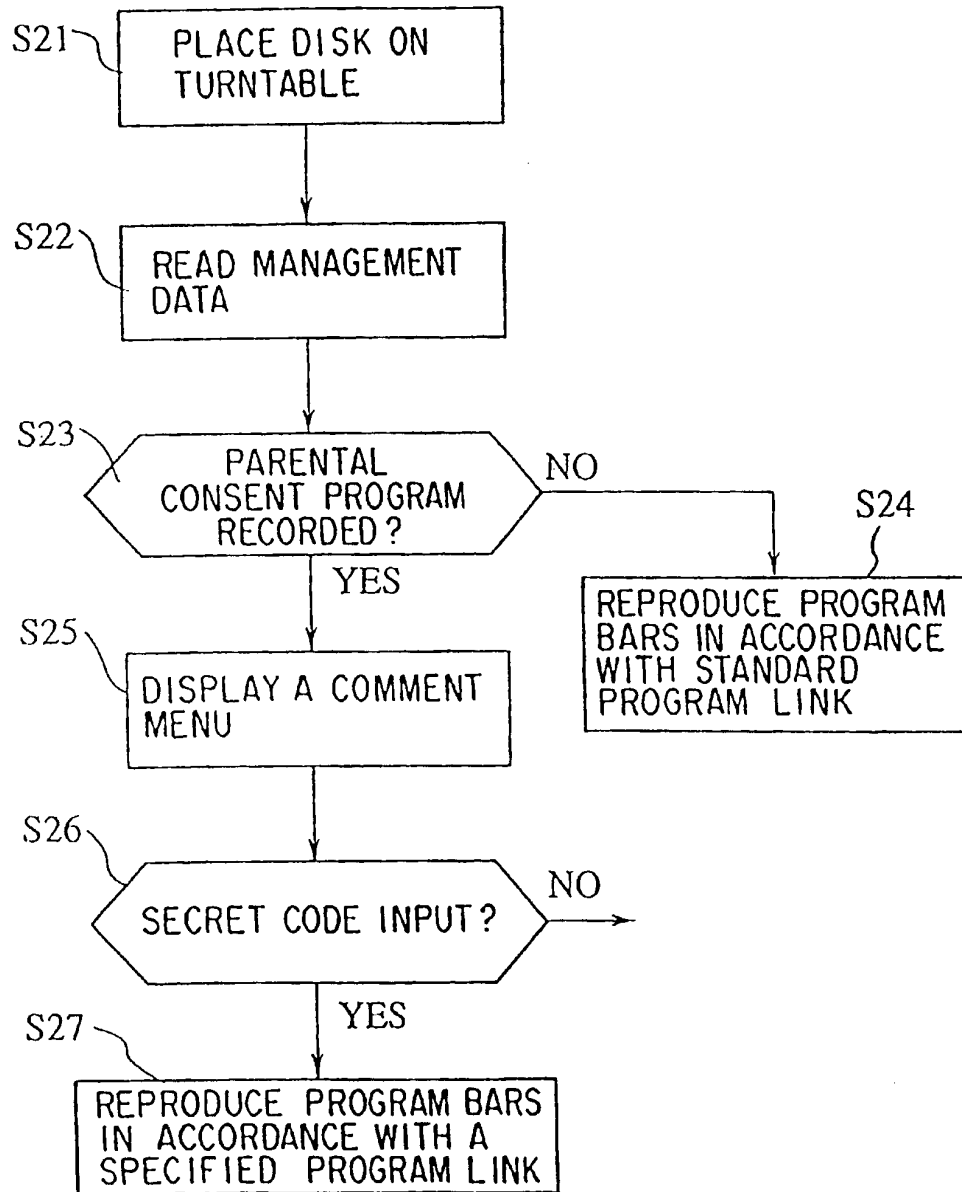 S21
PLACE DISK ON
TURNTABLE
S22
READ MANAGEMENT
DATA
S23
PARENTAL
CONSENT PROGRAM
RECORDED?
NO
YES
S24
REPRODUCE PROGRAM
BARS IN ACCORDANCE
WITH STANDARD
PROGRAM LINK
S25
DISPLAY A COMMENT
MENU
S26
SECRET CODE INPUT?
NO
YES
S27
REPRODUCE PROGRAM BARS
IN ACCORDANCE WITH A
SPECIFIED PROGRAM LINK